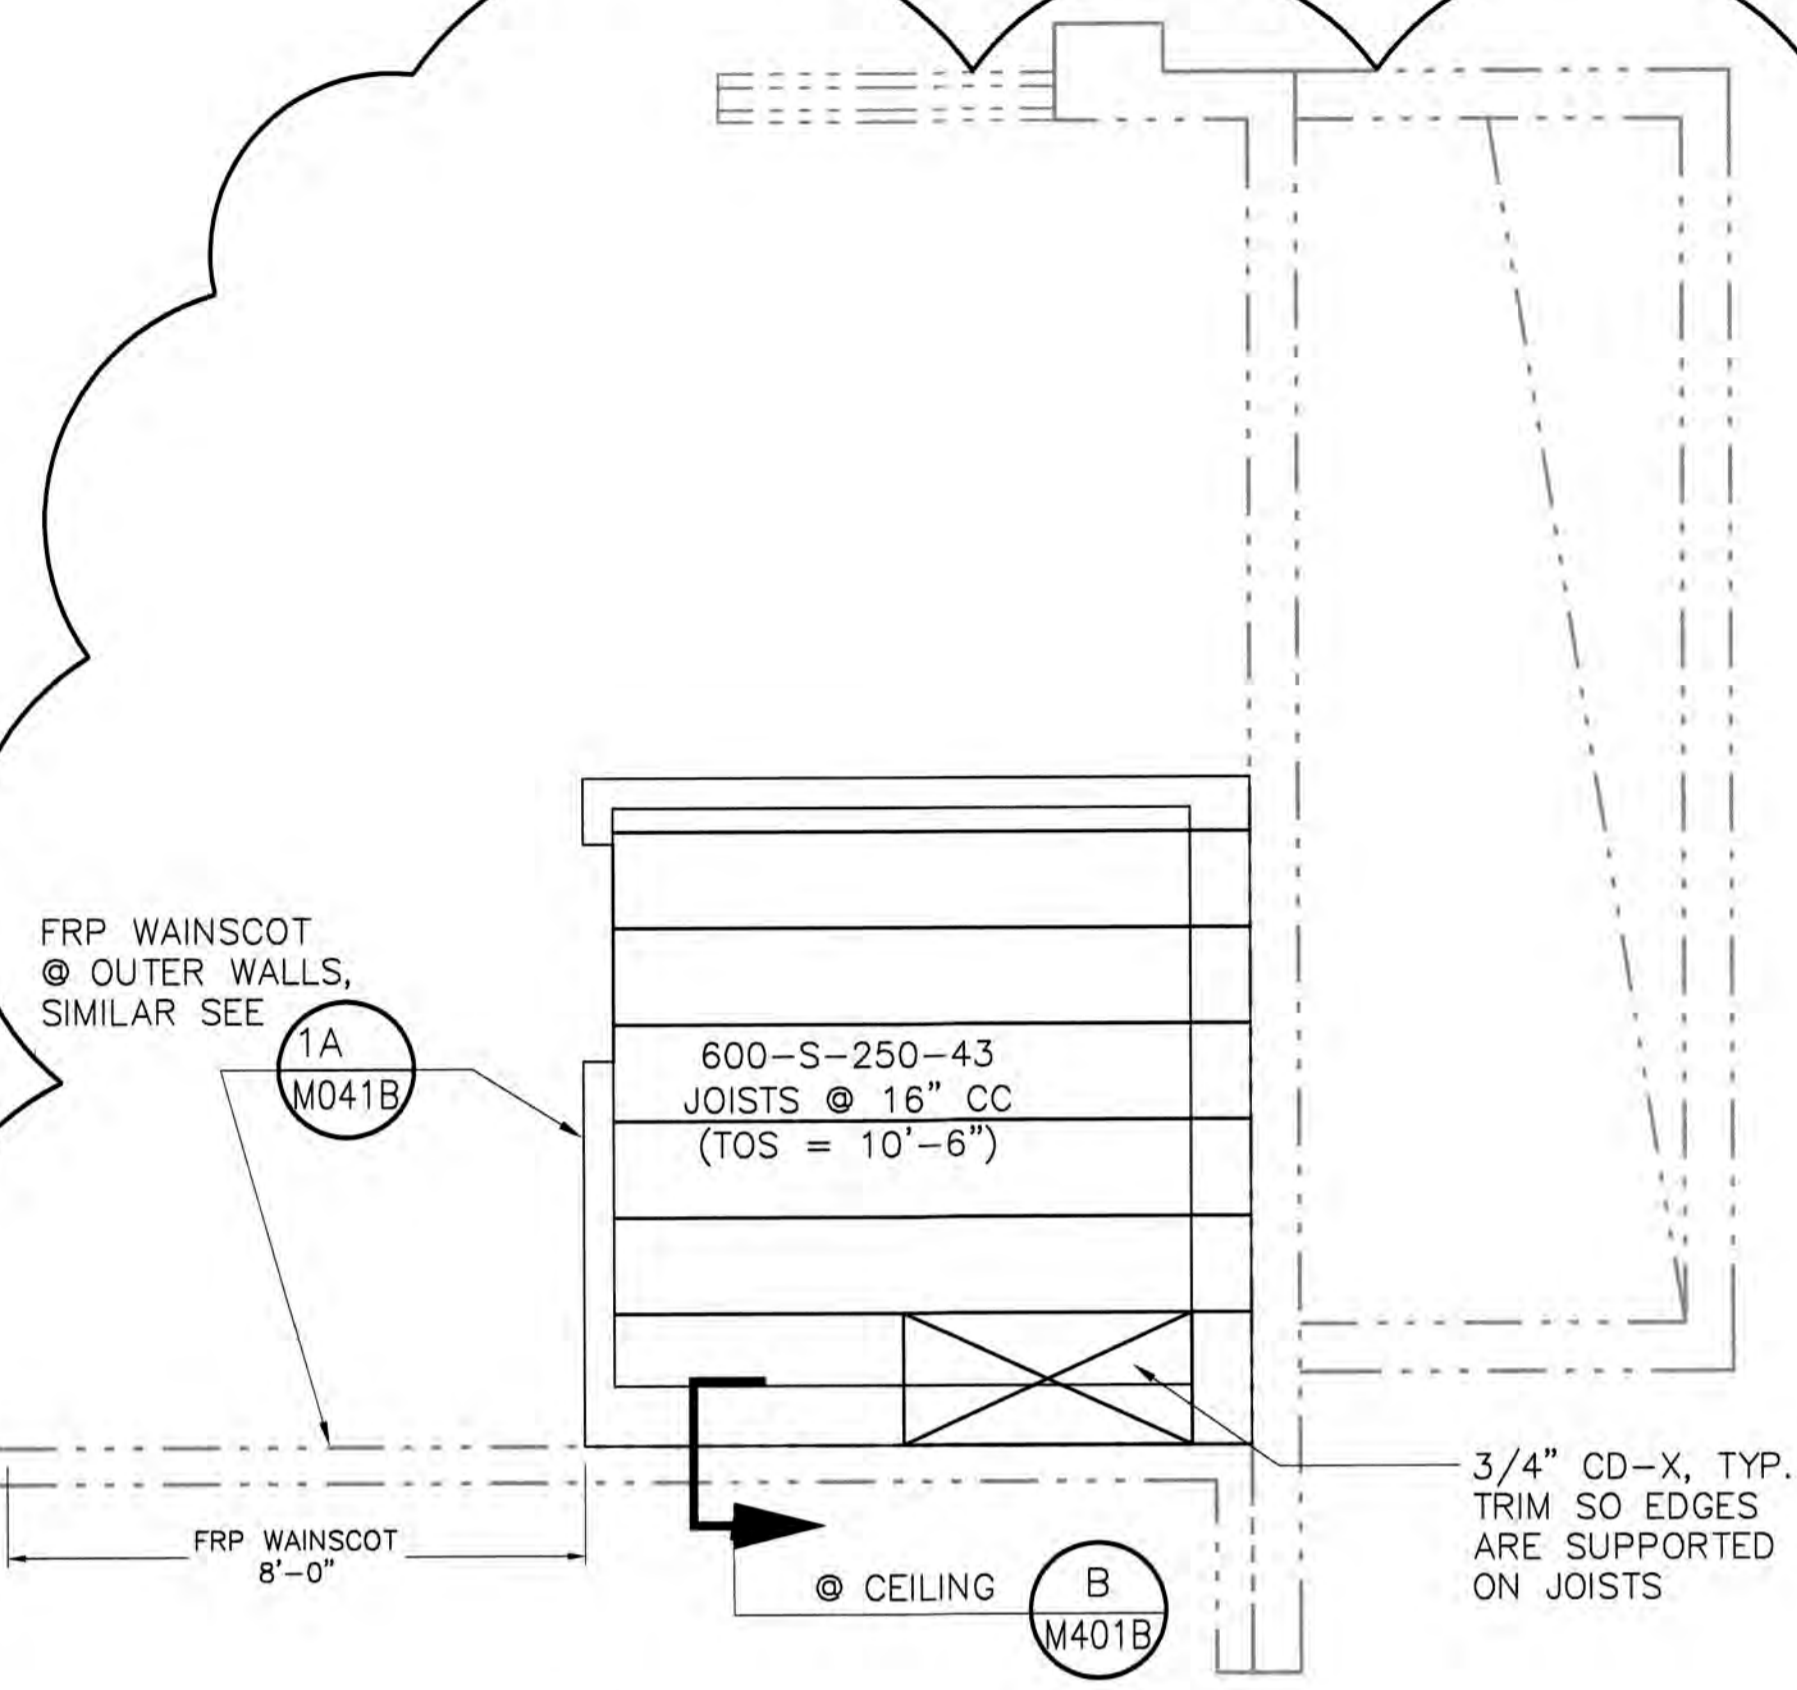 FRP WAINSCOT
@ OUTER WALLS,
SIMILAR SEE
1A
M041B
600-S-250-43
JOISTS @ 16" CC
(TOS = 10'-6")
FRP WAINSCOT
8'-0"
@ CEILING
B
M401B
3/4" CD-X, TYP.
TRIM SO EDGES
ARE SUPPORTED
ON JOISTS